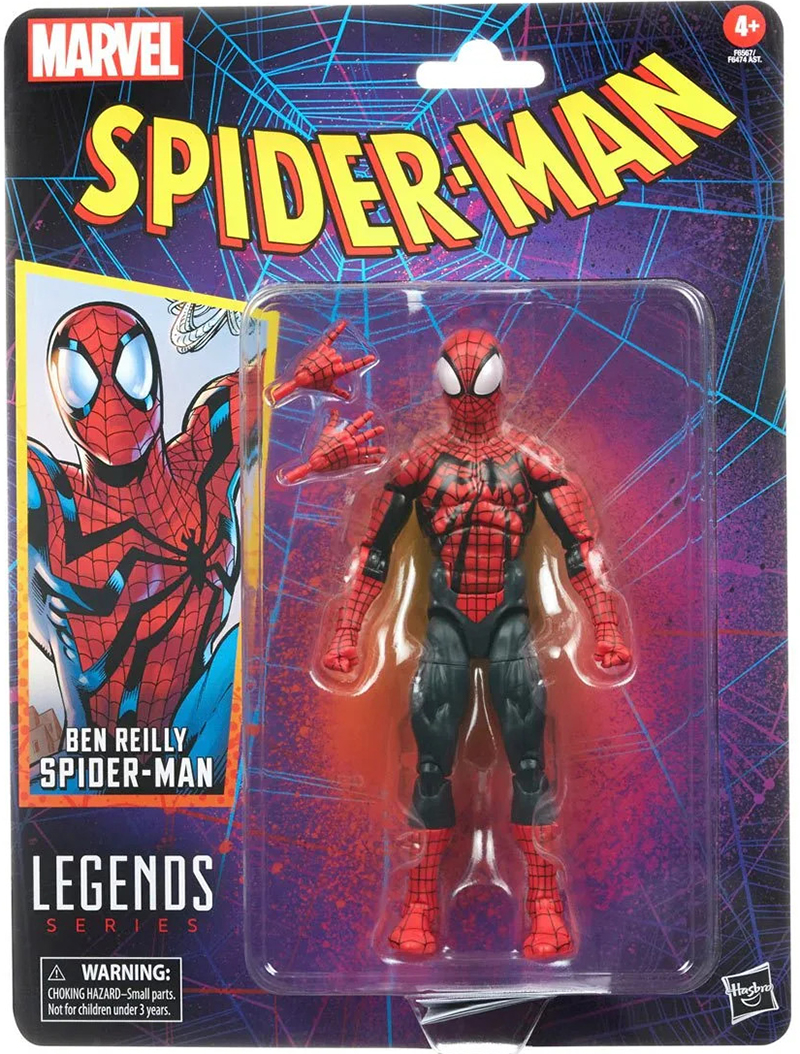 MARVEL
4+
F6567/
F6474 AST.
SPIDER-MAN
BEN REILLY
SPIDER-MAN
LEGENDS
SERIES
⚠ WARNING:
CHOKING HAZARD–Small parts.
Not for children under 3 years.
Hasbro